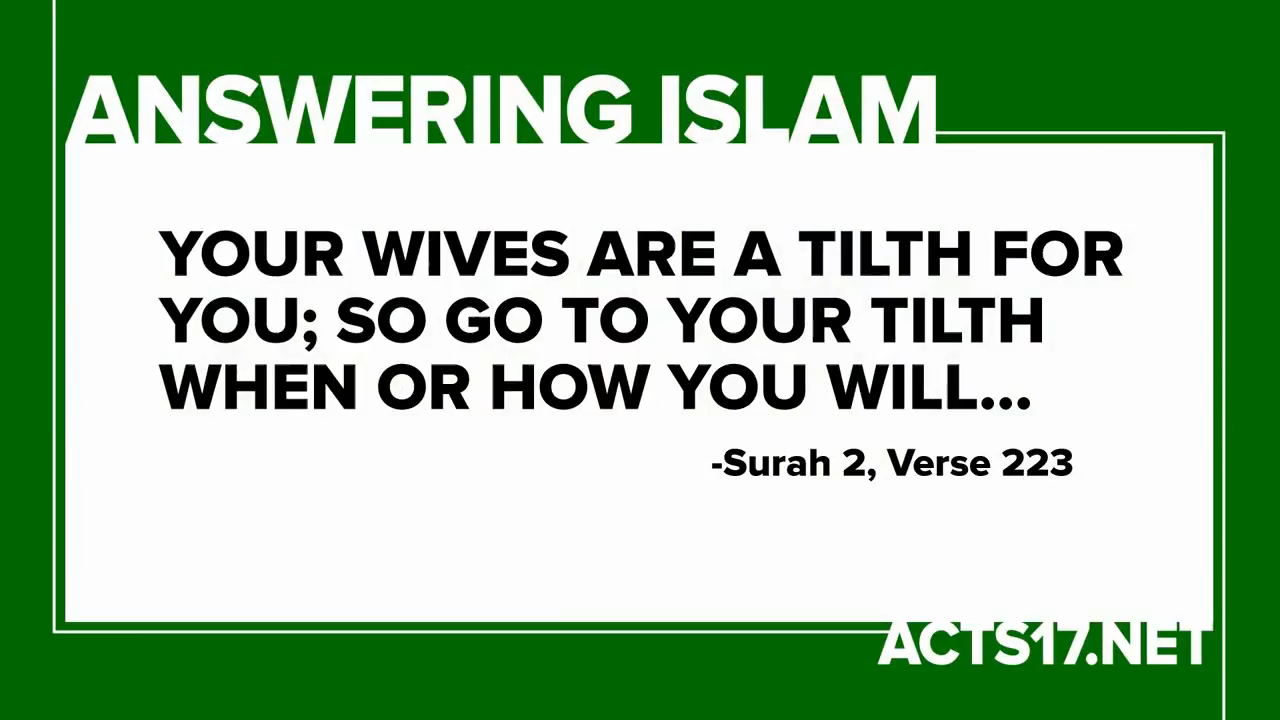 ANSWERING ISLAM
YOUR WIVES ARE A TILTH FOR
YOU; SO GO TO YOUR TILTH
WHEN OR HOW YOU WILL...
-Surah 2, Verse 223
ACTS17.NET